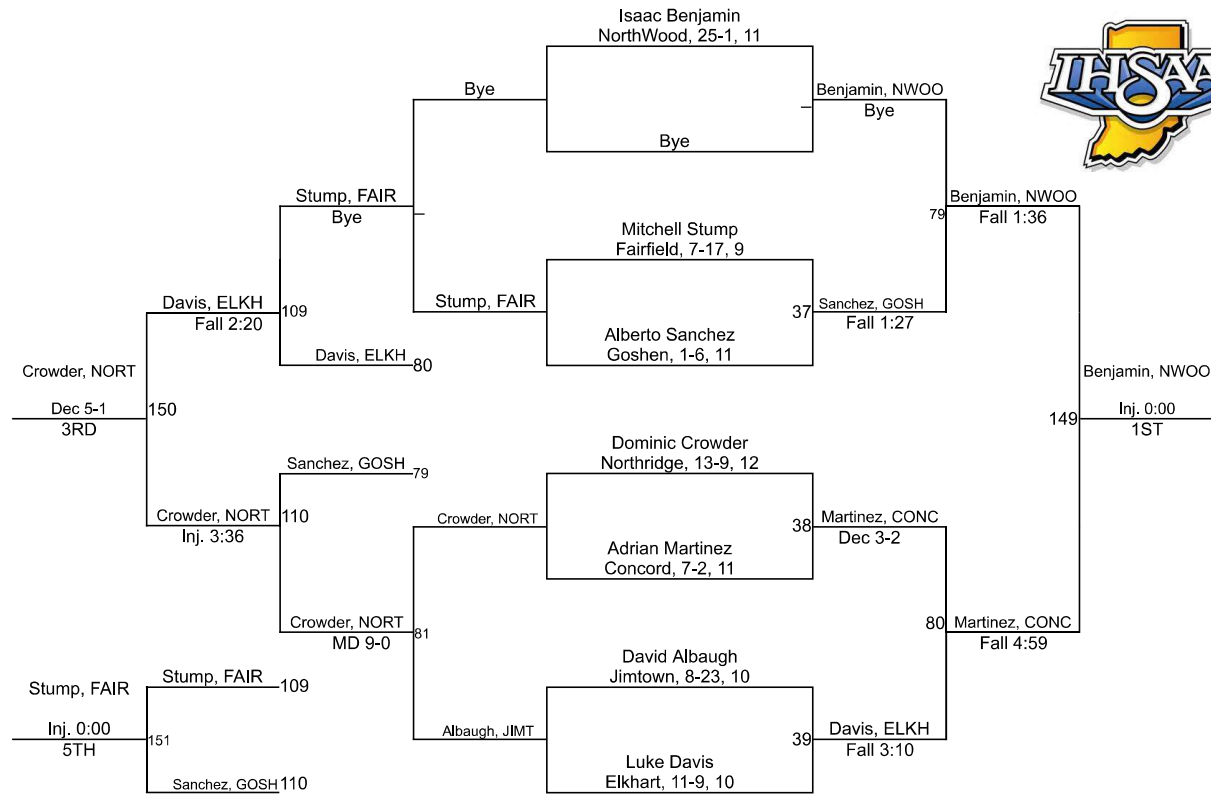 Isaac Benjamin
NorthWood, 25-1, 11
IHSAA
Bye
Benjamin, NWOO
Bye
Bye
Stump, FAIR
Bye
Benjamin, NWOO
79
Fall 1:36
Mitchell Stump
Fairfield, 7-17, 9
Davis, ELKH
109
Fall 2:20
Stump, FAIR
37
Sanchez, GOSH
Fall 1:27
Alberto Sanchez
Goshen, 1-6, 11
Davis, ELKH
80
Crowder, NORT
Benjamin, NWOO
Dec 5-1
150
3RD
149
Inj. 0:00
1ST
Dominic Crowder
Northridge, 13-9, 12
Sanchez, GOSH
79
Crowder, NORT
110
Inj. 3:36
Crowder, NORT
38
Martinez, CONC
Dec 3-2
Adrian Martinez
Concord, 7-2, 11
Crowder, NORT
81
MD 9-0
80
Martinez, CONC
Fall 4:59
David Albaugh
Jimtown, 8-23, 10
Stump, FAIR
Stump, FAIR
109
Inj. 0:00
151
5TH
Albaugh, JIMT
39
Davis, ELKH
Fall 3:10
Luke Davis
Elkhart, 11-9, 10
Sanchez, GOSH
110